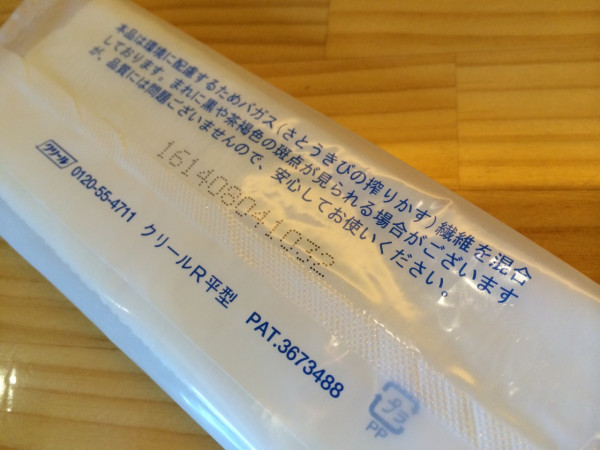 本品は環境に配慮するためバガス(さとうきびの搾りかす)繊維を混合
しております。まれに黒や茶褐色の斑点が見られる場合がございます
が、品質には問題ございませんので、安心してお使いください。
161408041032
クリール 0120-55-4711 クリールR平型 PAT.3673488
プラ
PP